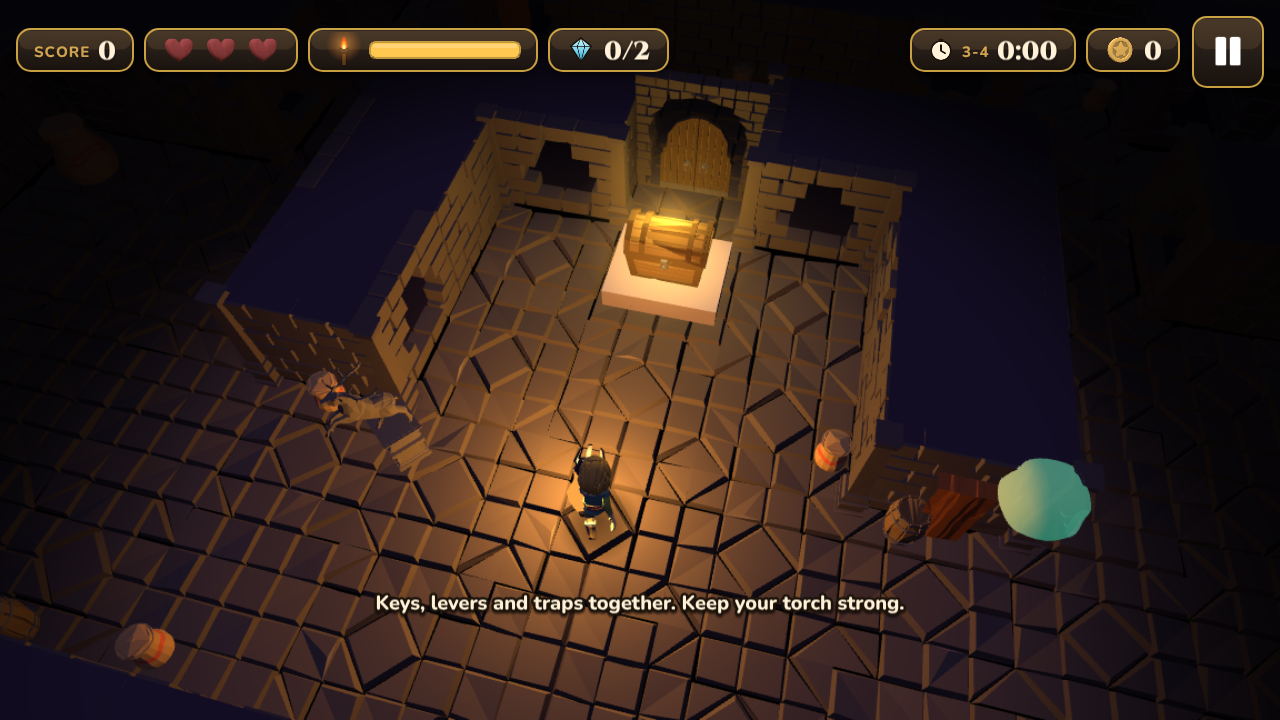 SCORE 0
0/2
3-4 0:00
0
Keys, levers and traps together. Keep your torch strong.